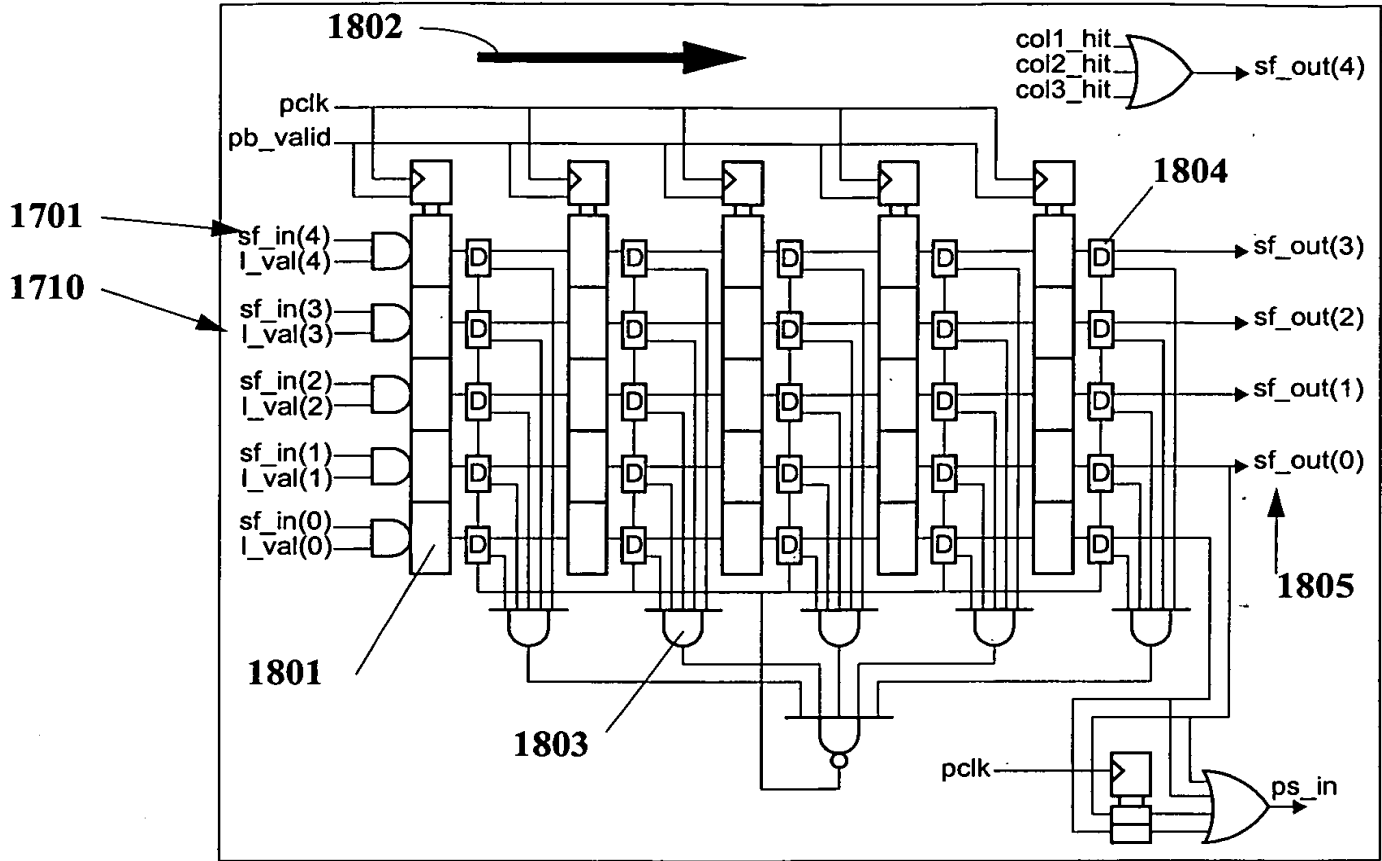 1802
col1_hit
col2_hit
col3_hit
sf_out(4)
pclk
pb_valid
1804
1701
1710
sf_in(4)
l_val(4)
sf_out(3)
sf_in(3)
l_val(3)
sf_out(2)
sf_in(2)
l_val(2)
sf_out(1)
sf_in(1)
l_val(1)
sf_out(0)
sf_in(0)
l_val(0)
D D D D D
D D D D D
D D D D D
D D D D D
D D D D D
1805
1801
1803
pclk
ps_in